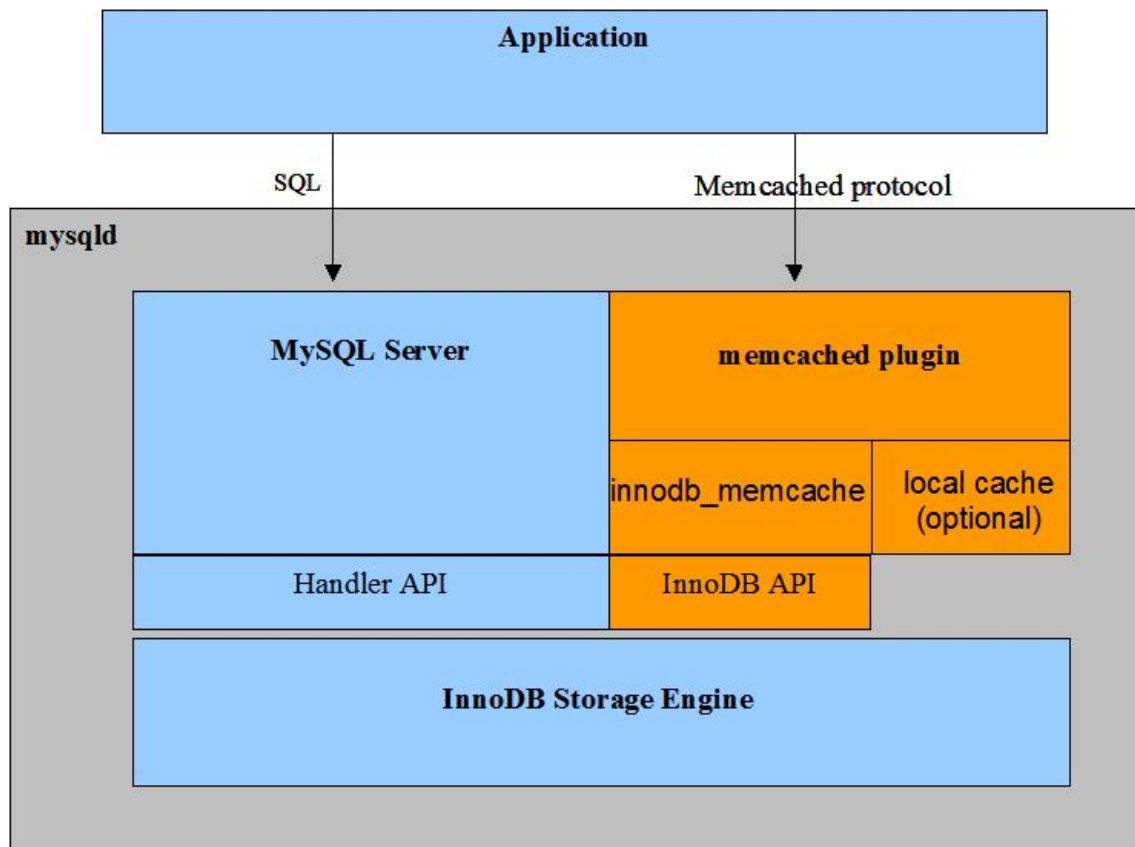 Application
SQL
Memcached protocol
mysqld
MySQL Server
memcached plugin
innodb_memcache
local cache
(optional)
Handler API
InnoDB API
InnoDB Storage Engine